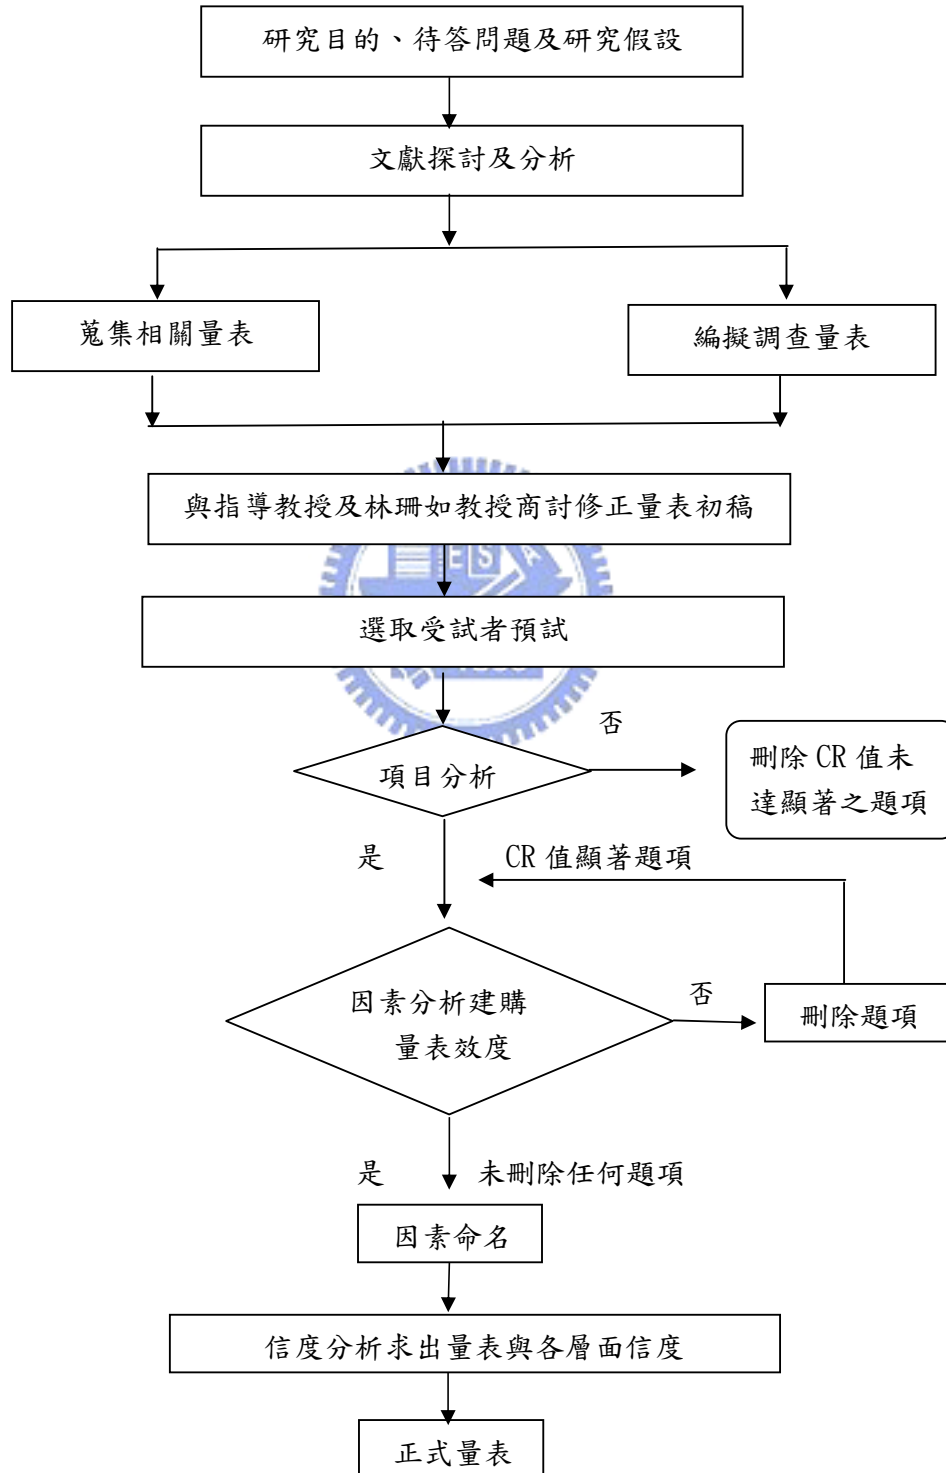 研究目的、待答問題及研究假設
文獻探討及分析
蒐集相關量表
編擬調查量表
與指導教授及林珊如教授商討修正量表初稿
ES
選取受試者預試
否
項目分析
刪除 CR 值未
達顯著之題項
是
CR 值顯著題項
因素分析建購
量表效度
否
刪除題項
是
未刪除任何題項
因素命名
信度分析求出量表與各層面信度
正式量表